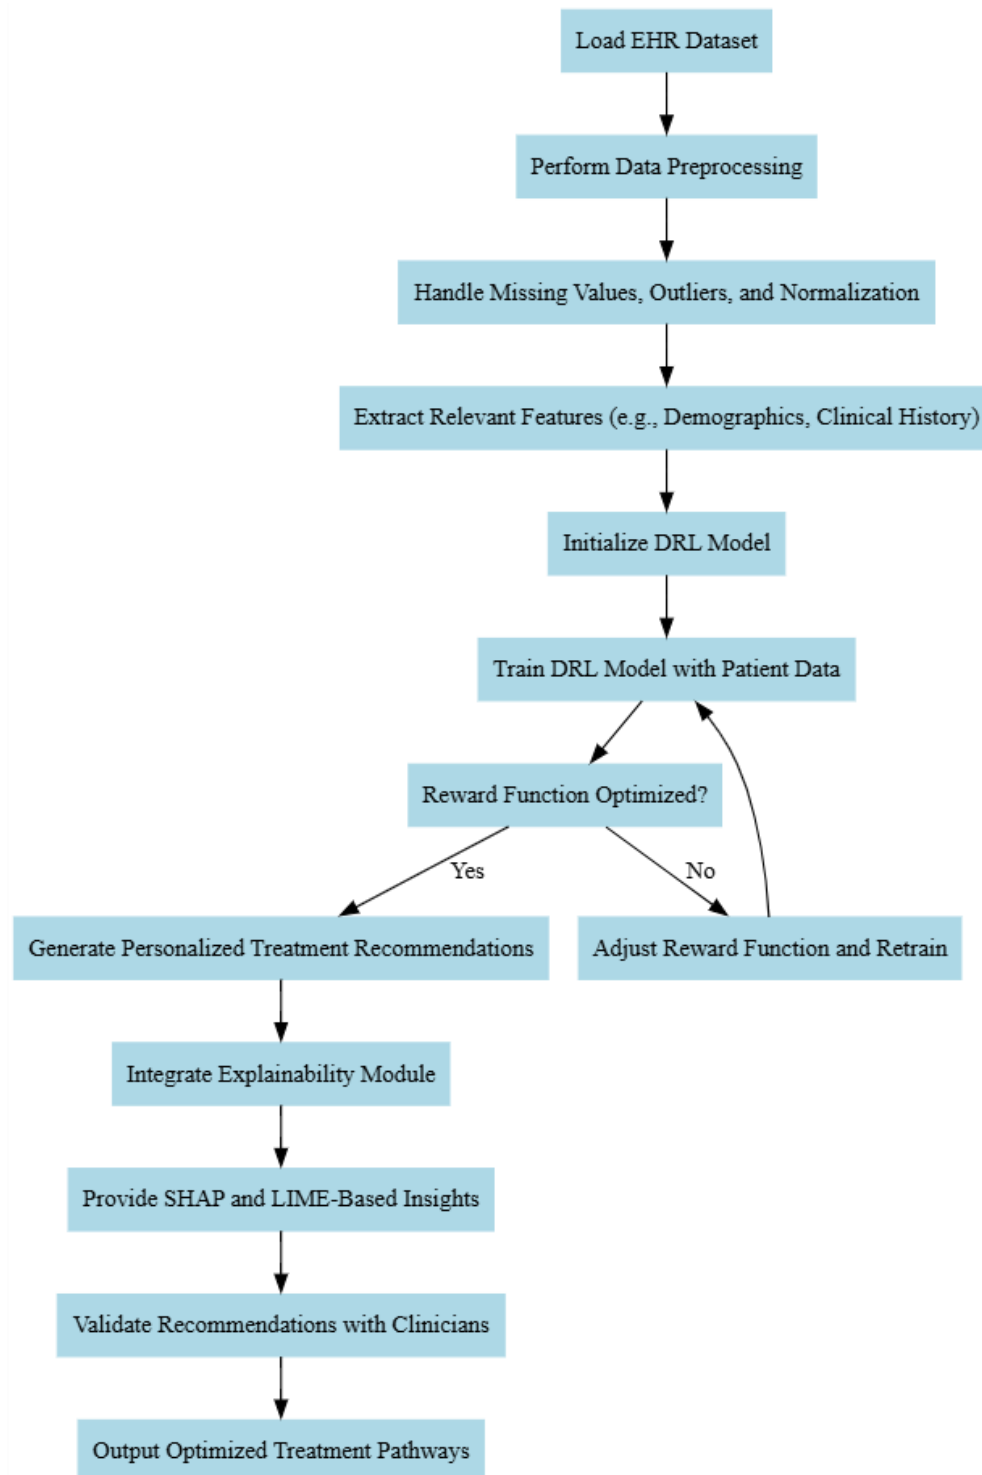 Load EHR Dataset
Perform Data Preprocessing
Handle Missing Values, Outliers, and Normalization
Extract Relevant Features (e.g., Demographics, Clinical History)
Initialize DRL Model
Train DRL Model with Patient Data
Reward Function Optimized?
Yes
No
Generate Personalized Treatment Recommendations
Adjust Reward Function and Retrain
Integrate Explainability Module
Provide SHAP and LIME-Based Insights
Validate Recommendations with Clinicians
Output Optimized Treatment Pathways